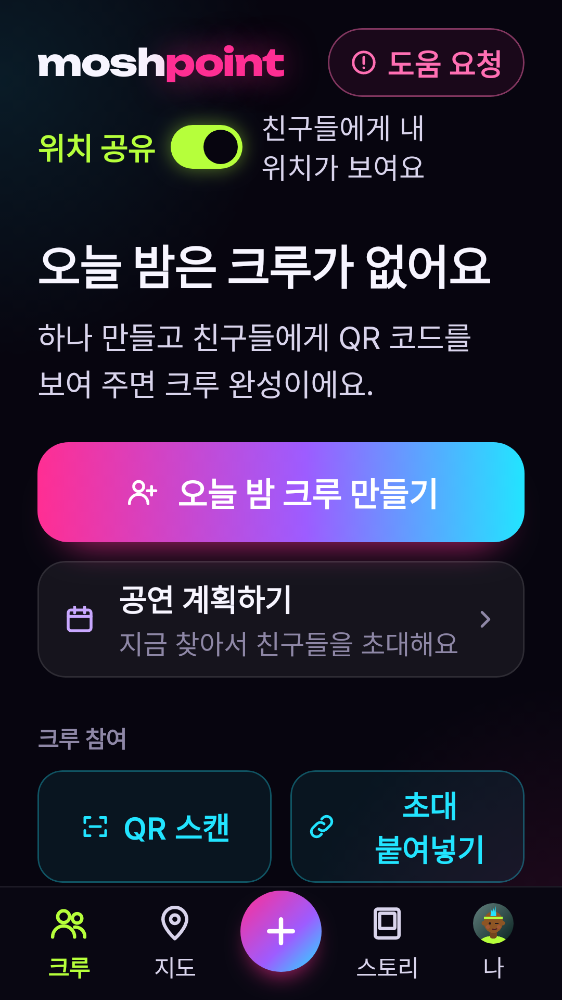 moshpoint
도움 요청
위치 공유
친구들에게 내
위치가 보여요
오늘 밤은 크루가 없어요
하나 만들고 친구들에게 QR 코드를
보여 주면 크루 완성이에요.
오늘 밤 크루 만들기
공연 계획하기
지금 찾아서 친구들을 초대해요
크루 참여
QR 스캔
초대
붙여넣기
크루
지도
스토리
나